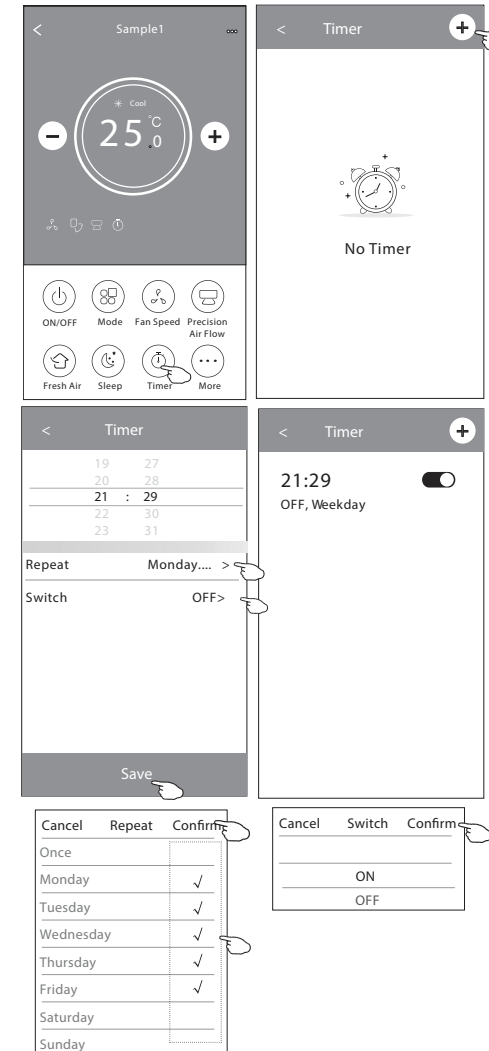 Sample1
Cool
25 °C .0
ON/OFF Mode Fan Speed Precision Air Flow
Fresh Air Sleep Timer More
Timer
No Timer
Timer
19 27
20 28
21 : 29
22 30
23 31
Repeat Monday.... >
Switch OFF>
Save
Timer
21:29
OFF, Weekday
Cancel Repeat Confirm
Once
Monday √
Tuesday √
Wednesday √
Thursday √
Friday √
Saturday
Sunday
Cancel Switch Confirm
ON
OFF